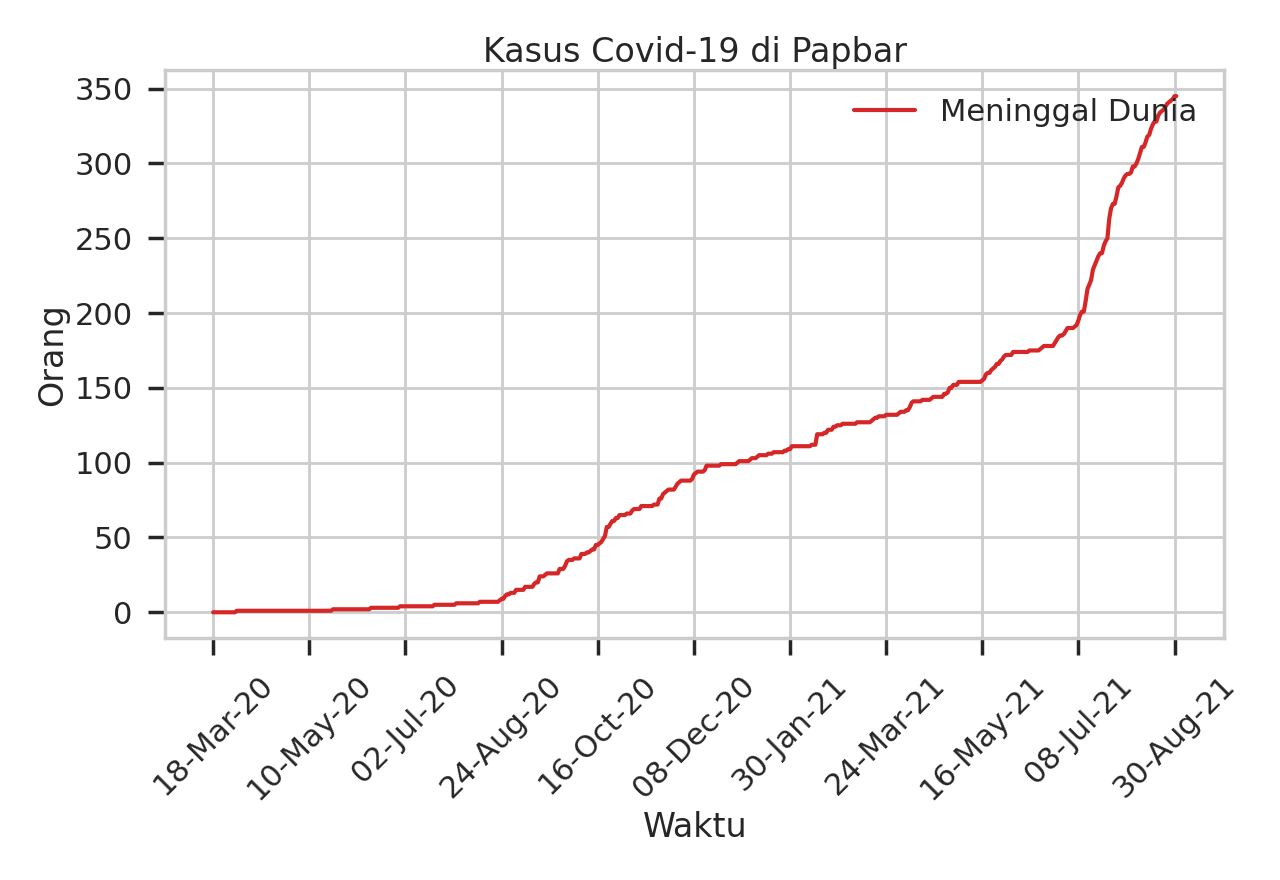 Kasus Covid-19 di Papbar
Meninggal Dunia
350
300
250
200
150
100
50
0
Orang
18-Mar-20
10-May-20
02-Jul-20
24-Aug-20
16-Oct-20
08-Dec-20
30-Jan-21
24-Mar-21
16-May-21
08-Jul-21
30-Aug-21
Waktu